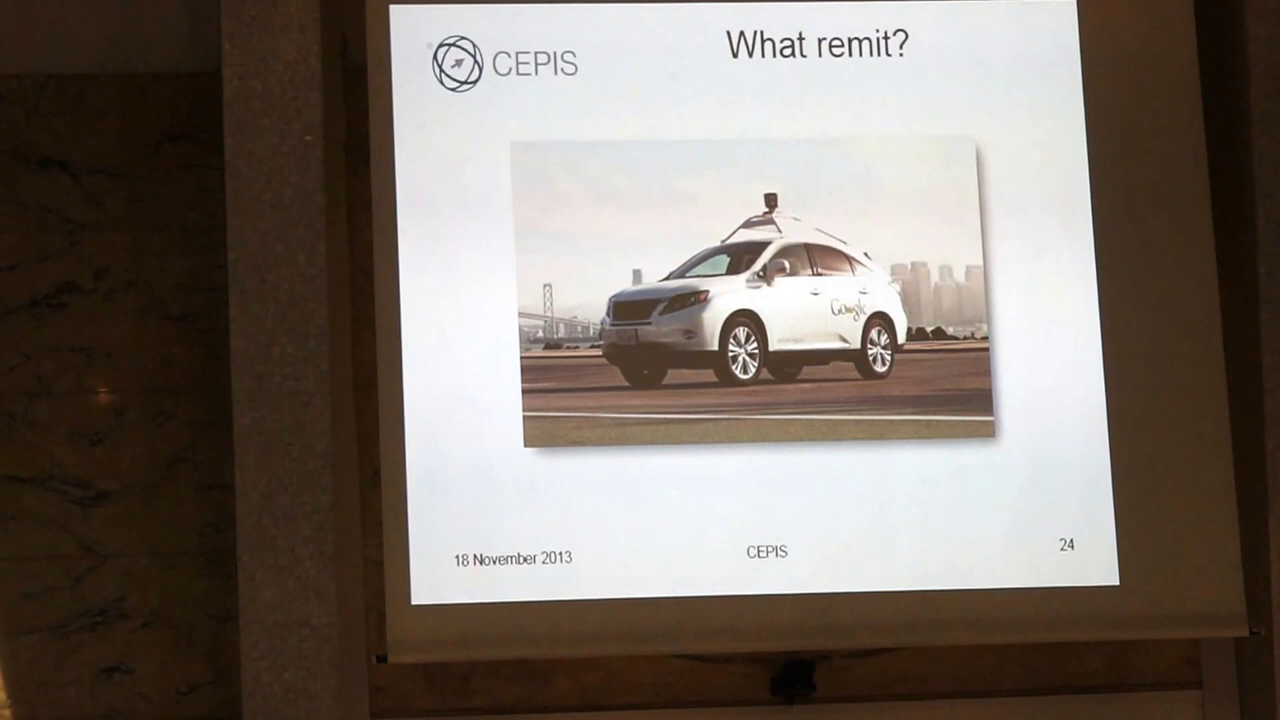 What remit?
CEPIS
Google
18 November 2013
CEPIS
24